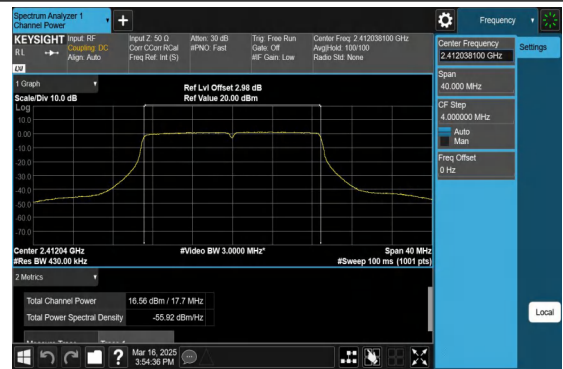 Spectrum Analyzer 1
Channel Power
+
Frequency
KEYSIGHT
RL
Input: RF
Coupling: DC
Align: Auto
Input Z: 50 Ω
Corr CCorr RCal
Freq Ref: Int (S)
Atten: 30 dB
#PNO: Fast
Trig: Free Run
Gate: Off
#IF Gain: Low
Center Freq: 2.412038100 GHz
Avg|Hold: 100/100
Radio Std: None
Center Frequency
2.412038100 GHz
Settings
Span
40.000 MHz
CF Step
4.000000 MHz
Auto
Man
Freq Offset
0 Hz
Local
1 Graph
Scale/Div 10.0 dB
Ref Lvl Offset 2.98 dB
Ref Value 20.00 dBm
Log
10.0
0.00
-10.0
-20.0
-30.0
-40.0
-50.0
-60.0
-70.0
Center 2.41204 GHz
#Res BW 430.00 kHz
#Video BW 3.0000 MHz*
Span 40 MHz
#Sweep 100 ms (1001 pts)
2 Metrics
Total Channel Power 16.56 dBm / 17.7 MHz
Total Power Spectral Density -55.92 dBm/Hz
?
Mar 16, 2025
3:54:36 PM